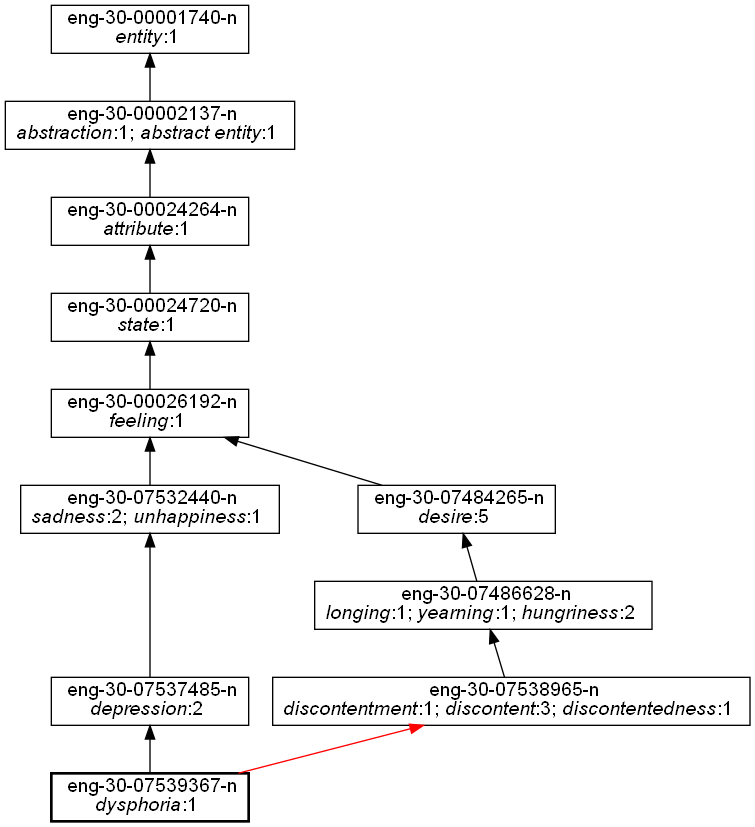 eng-30-00001740-n
entity:1
eng-30-00002137-n
abstraction:1; abstract entity:1
eng-30-00024264-n
attribute:1
eng-30-00024720-n
state:1
eng-30-00026192-n
feeling:1
eng-30-07532440-n
sadness:2; unhappiness:1
eng-30-07484265-n
desire:5
eng-30-07486628-n
longing:1; yearning:1; hungriness:2
eng-30-07537485-n
depression:2
eng-30-07538965-n
discontentment:1; discontent:3; discontentedness:1
eng-30-07539367-n
dysphoria:1